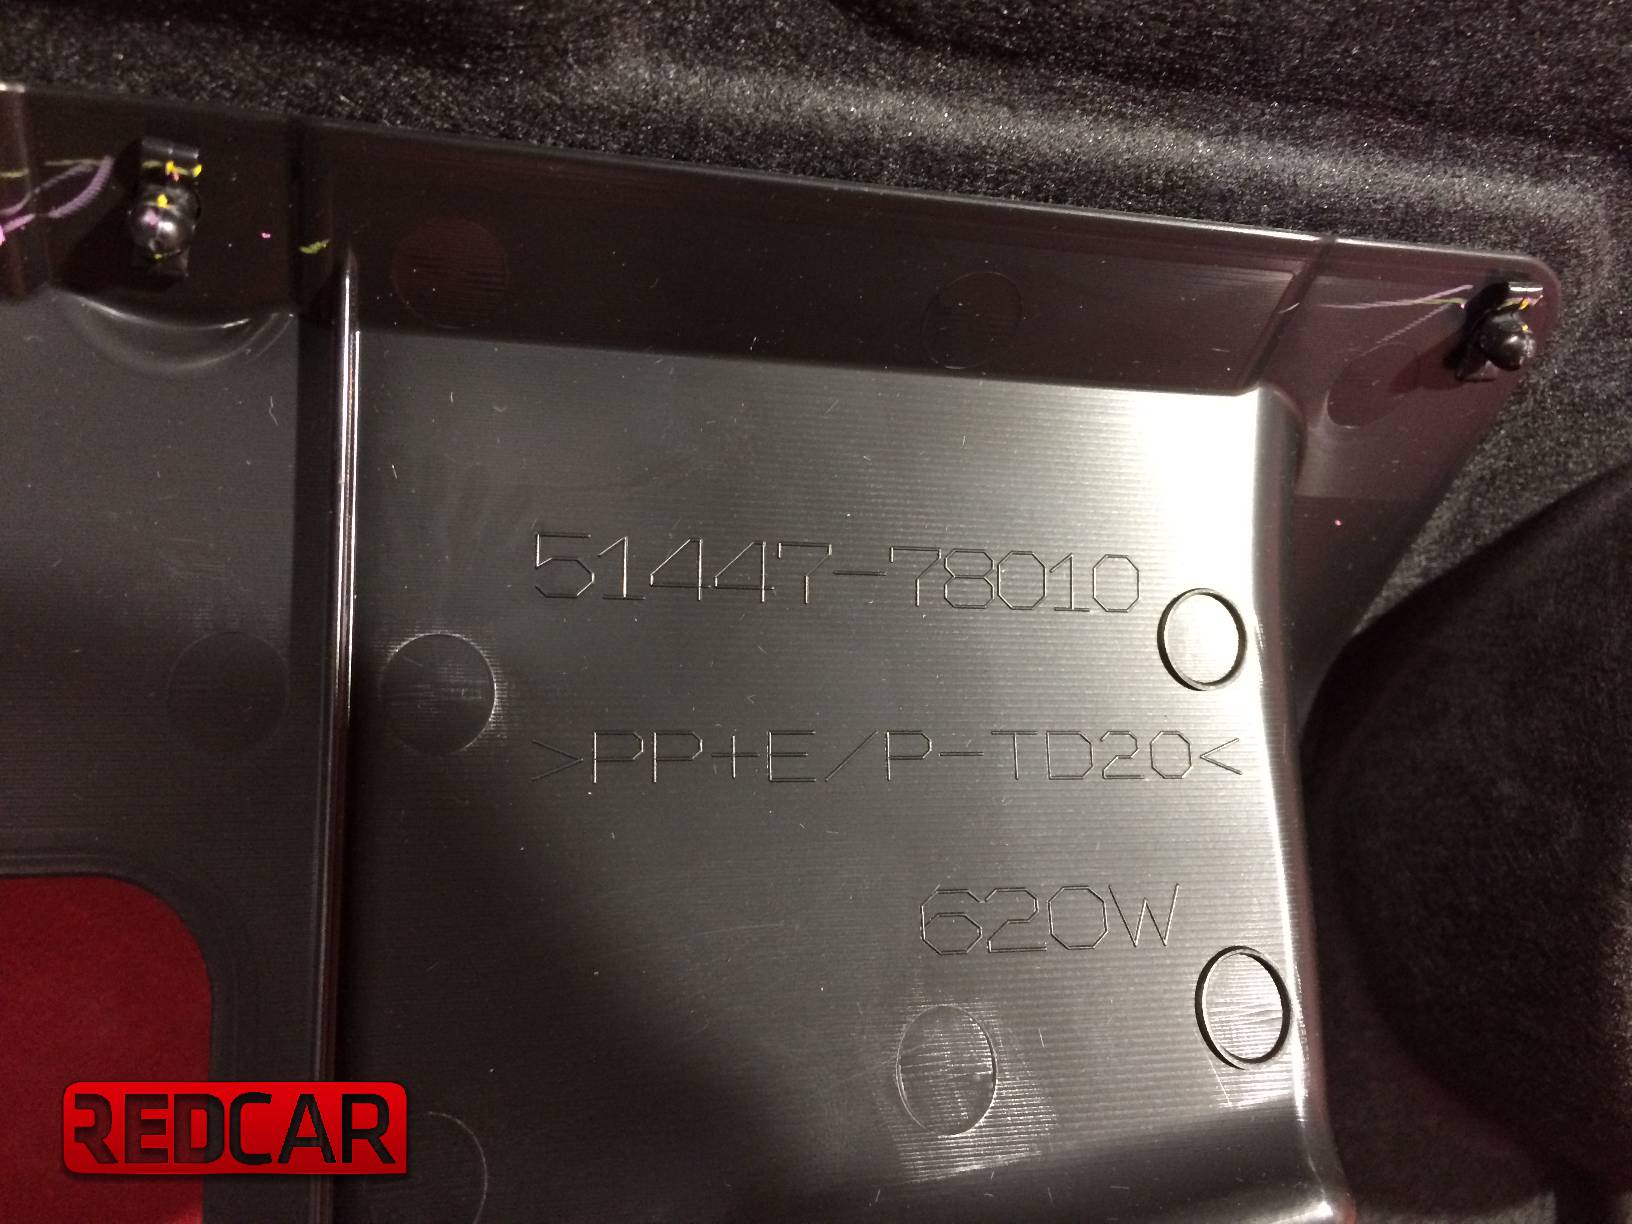 51447-78010
>PP+E/P-TD20<
620W
REDCAR